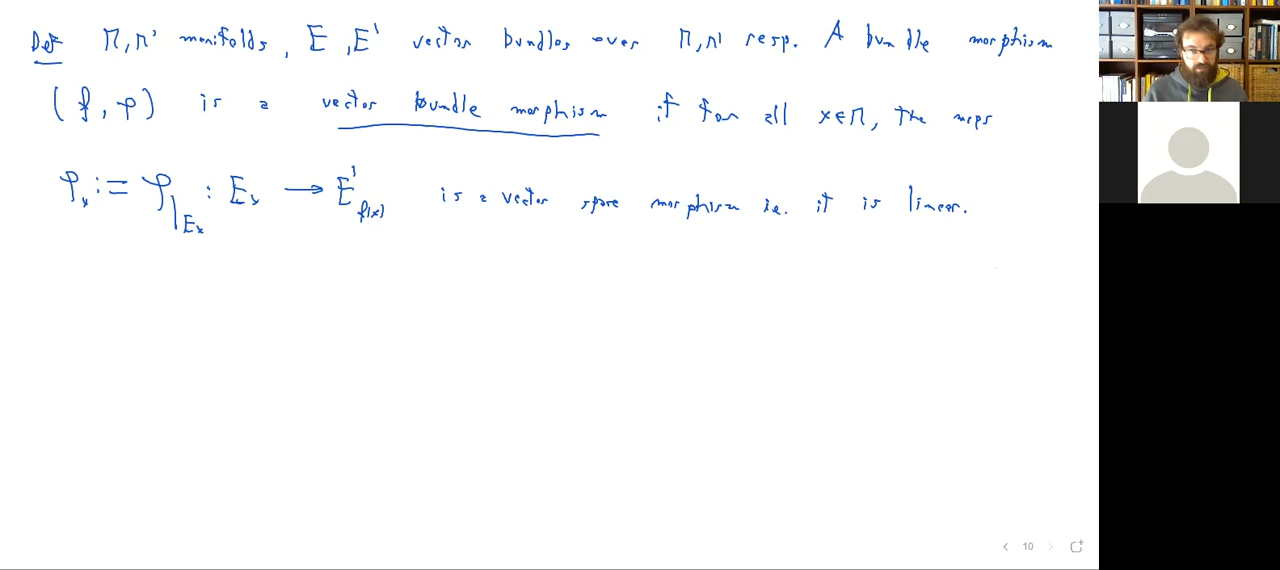 Def M, M' manifolds, E, E' vector bundles over M, M' resp. A bundle morphism
(f, φ) is a vector bundle morphism if for all x∈M, the maps
φₓ := φ|_{Eₓ} : Eₓ → E'_{f(x)} is a vector space morphism i.e. it is linear.
10